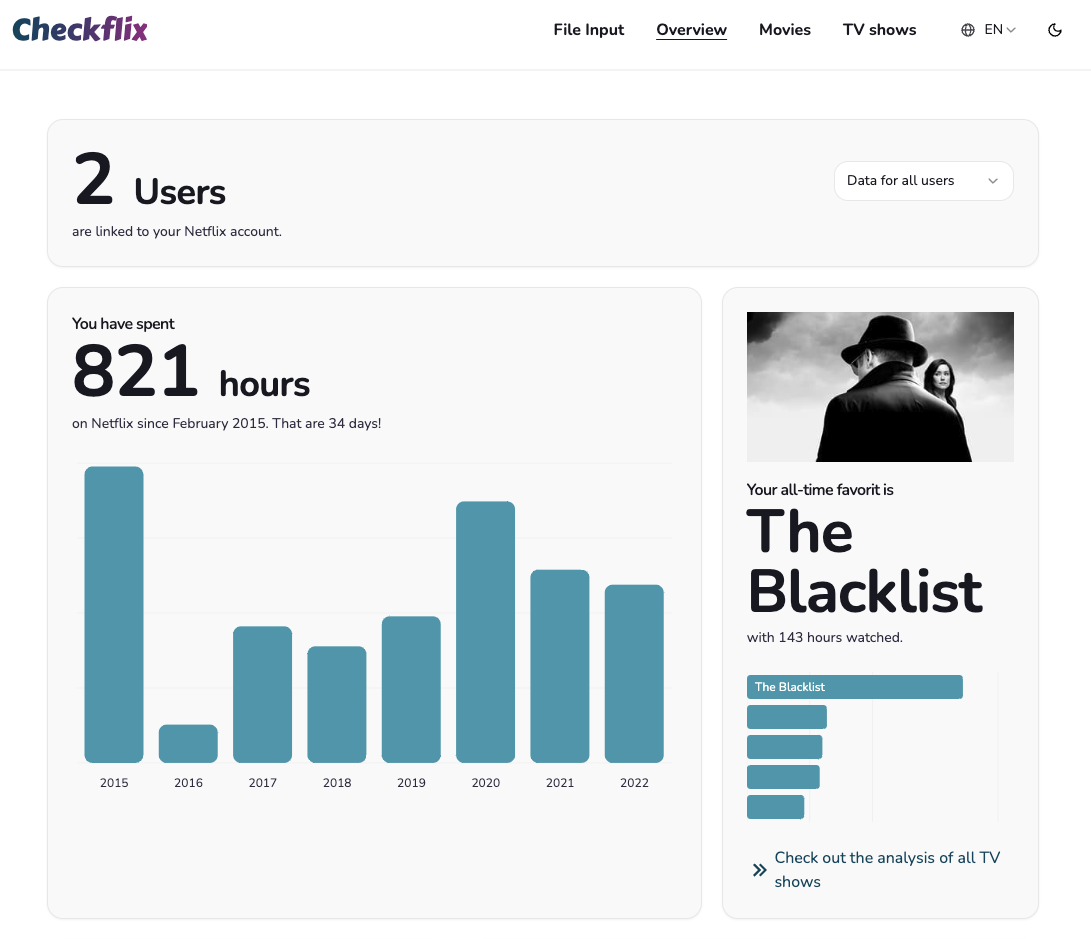 Checkflix
File Input Overview Movies TV shows EN
2 Users
are linked to your Netflix account.
Data for all users
You have spent
821 hours
on Netflix since February 2015. That are 34 days!
2015 2016 2017 2018 2019 2020 2021 2022
Your all-time favorit is
The
Blacklist
with 143 hours watched.
The Blacklist
Check out the analysis of all TV
shows